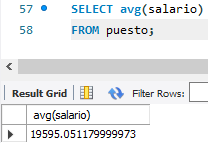 57 SELECT avg(salario)
58 FROM puesto;
Result Grid Filter Rows:
avg(salario)
19595.051179999973